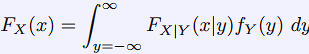 F_X(x) = \int_{y=-\infty}^{\infty} F_{X|Y}(x|y) f_Y(y) \ dy